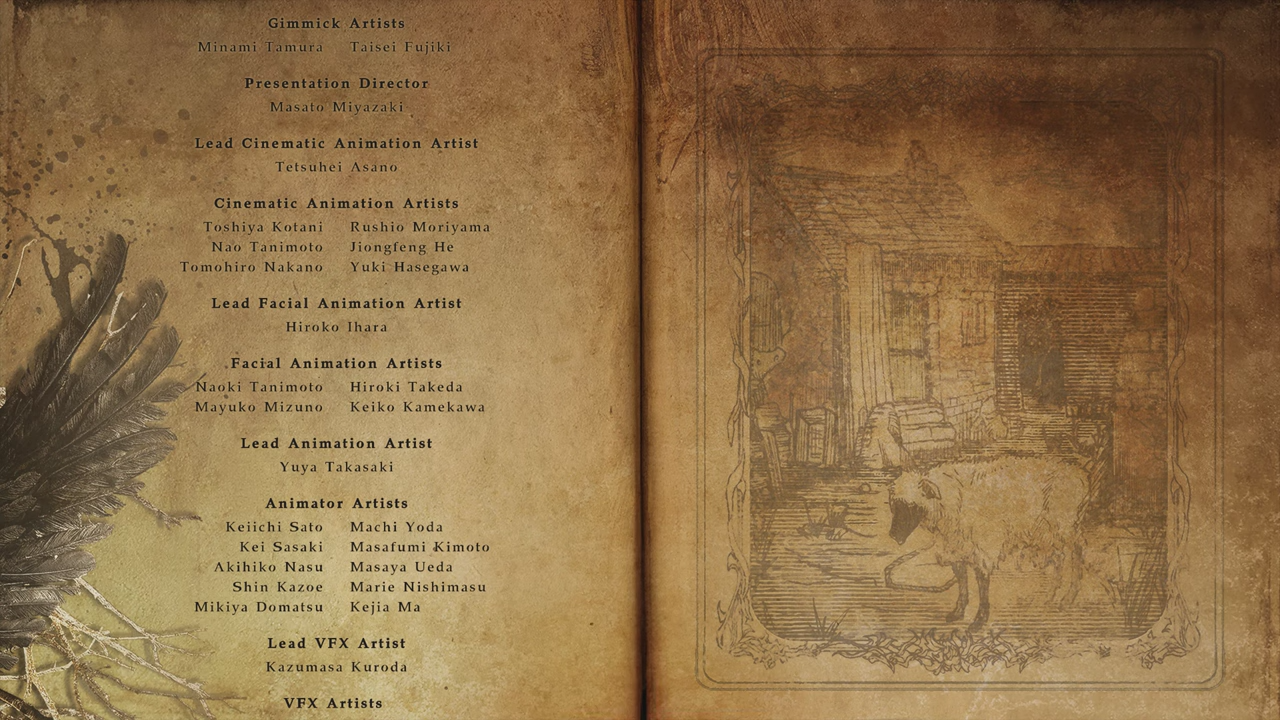 Gimmick Artists
Minami Tamura Taisei Fujiki
Presentation Director
Masato Miyazaki
Lead Cinematic Animation Artist
Tetsuhei Asano
Cinematic Animation Artists
Toshiya Kotani Rushio Moriyama
Nao Tanimoto Jiongfeng He
Tomohiro Nakano Yuki Hasegawa
Lead Facial Animation Artist
Hiroko Ihara
Facial Animation Artists
Naoki Tanimoto Hiroki Takeda
Mayuko Mizuno Keiko Kamekawa
Lead Animation Artist
Yuya Takasaki
Animator Artists
Keiichi Sato Machi Yoda
Kei Sasaki Masafumi Kimoto
Akihiko Nasu Masaya Ueda
Shin Kazoe Marie Nishimasu
Mikiya Domatsu Kejia Ma
Lead VFX Artist
Kazumasa Kuroda
VFX Artists